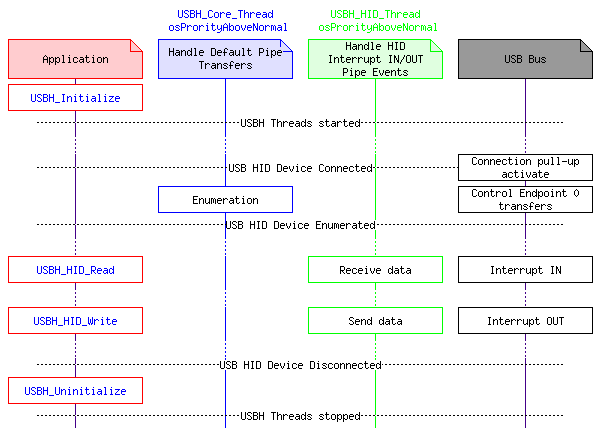 USBH_Core_Thread
osProrityAboveNormal
USBH_HID_Thread
osProrityAboveNormal
Application
Handle Default Pipe
Transfers
Handle HID
Interrupt IN/OUT
Pipe Events
USB Bus
USBH_Initialize
USBH Threads started
USB HID Device Connected
Connection pull-up
activate
Enumeration
Control Endpoint 0
transfers
USB HID Device Enumerated
USBH_HID_Read
Receive data
Interrupt IN
USBH_HID_Write
Send data
Interrupt OUT
USB HID Device Disconnected
USBH_Uninitialize
USBH Threads stopped